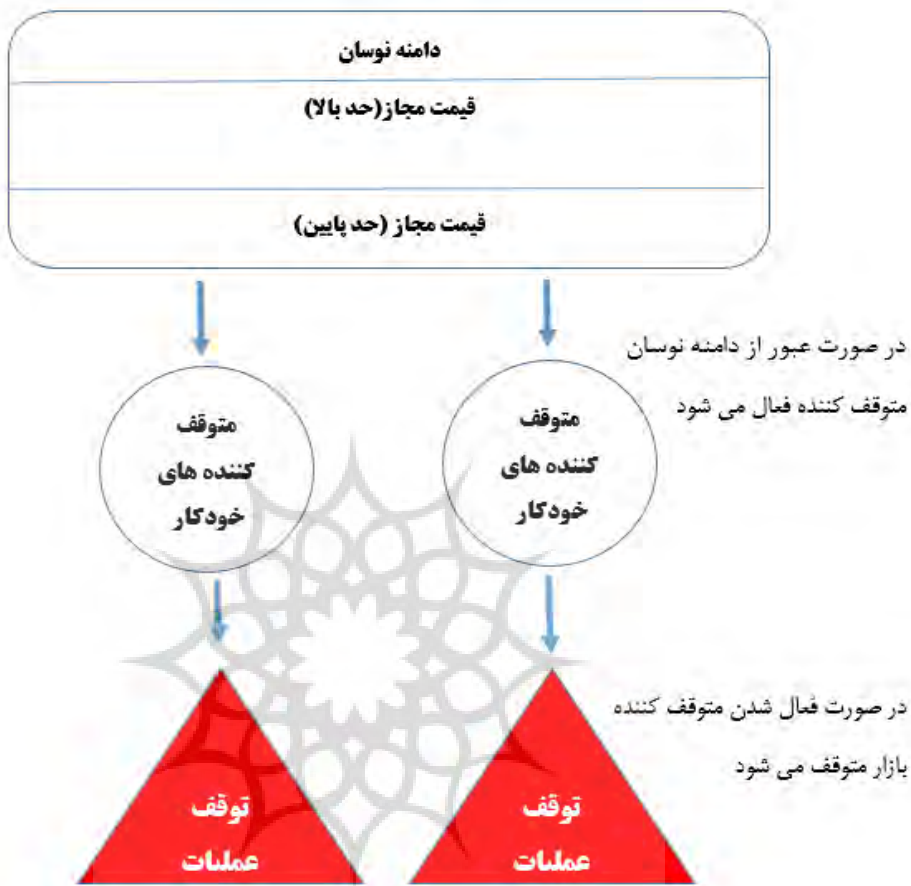 دامنه نوسان
قیمت مجاز(حد بالا)
قیمت مجاز (حد پایین)
در صورت عبور از دامنه نوسان
متوقف کننده فعال می شود
متوقف
کننده های
خودکار
متوقف
کننده های
خودکار
در صورت فعال شدن متوقف کننده
بازار متوقف می شود
توقف
عملیات
توقف
عملیات